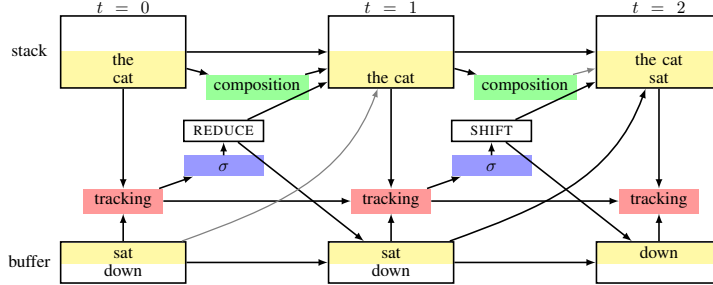 t = 0
t = 1
t = 2
stack
the
cat
composition
the cat
composition
the cat
sat
REDUCE
SHIFT
σ
σ
tracking
tracking
tracking
buffer
sat
down
sat
down
down